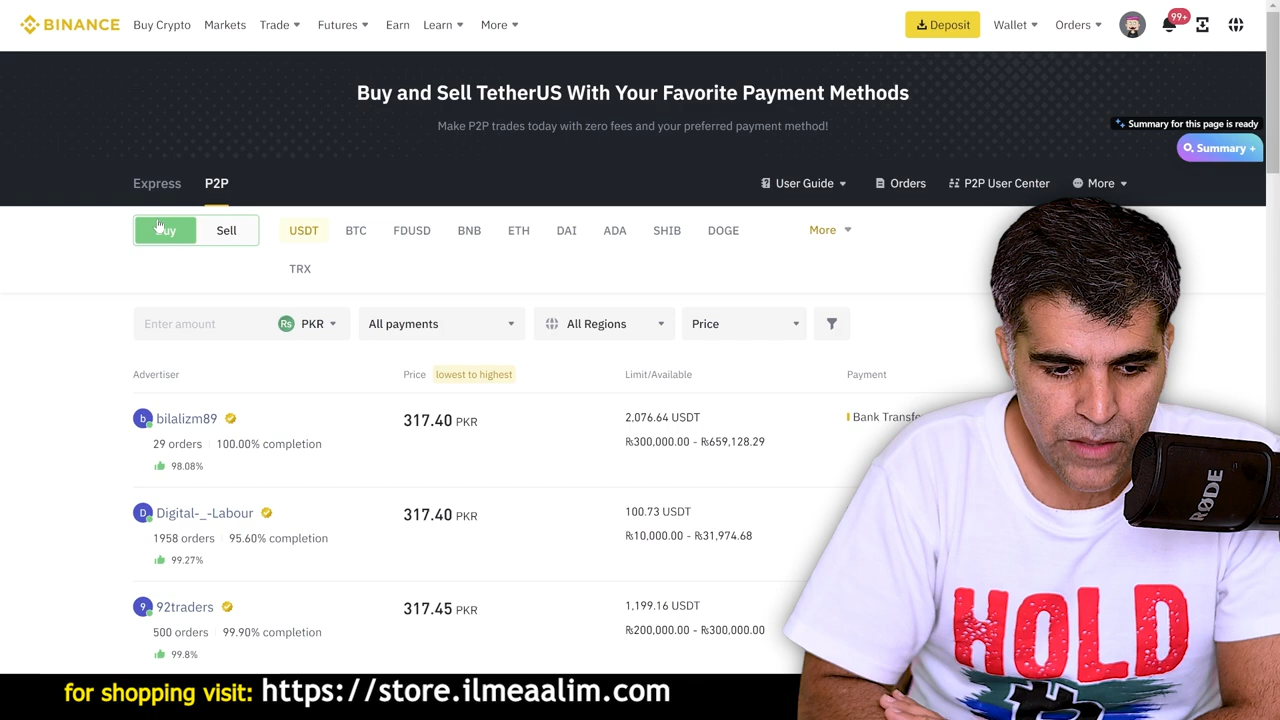 BINANCE Buy Crypto Markets Trade Futures Earn Learn More Deposit Wallet Orders 99+
Buy and Sell TetherUS With Your Favorite Payment Methods
Make P2P trades today with zero fees and your preferred payment method!
Summary for this page is ready
Summary +
Express P2P User Guide Orders P2P User Center More
Buy Sell USDT BTC FDUSD BNB ETH DAI ADA SHIB DOGE More
TRX
Enter amount Rs PKR All payments All Regions Price
Advertiser Price lowest to highest Limit/Available Payment
b bilalizm89 317.40 PKR 2,076.64 USDT Bank Transfe
29 orders 100.00% completion ₨300,000.00 - ₨659,128.29
98.08%
D Digital-_-Labour 317.40 PKR 100.73 USDT
1958 orders 95.60% completion ₨10,000.00 - ₨31,974.68
99.27%
9 92traders 317.45 PKR 1,199.16 USDT
500 orders 99.90% completion ₨200,000.00 - ₨300,000.00
99.8%
RØDE
HOLD
for shopping visit: https://store.ilmeaalim.com